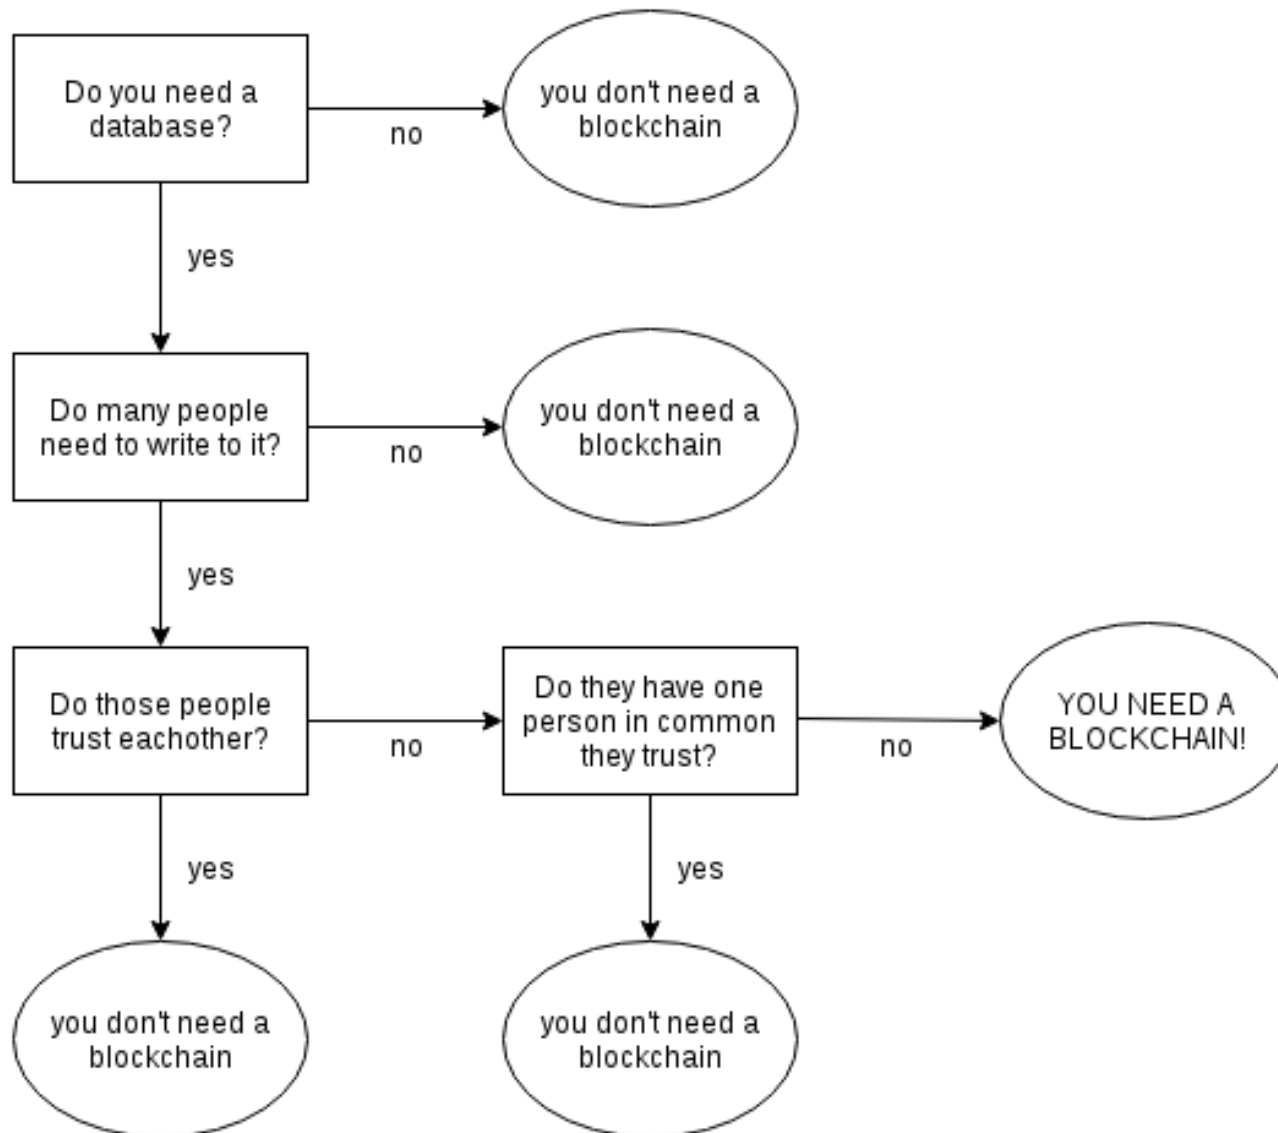 Do you need a
database?
no
you don't need a
blockchain
yes
Do many people
need to write to it?
no
you don't need a
blockchain
yes
Do those people
trust eachother?
no
Do they have one
person in common
they trust?
no
YOU NEED A
BLOCKCHAIN!
yes
yes
you don't need a
blockchain
you don't need a
blockchain